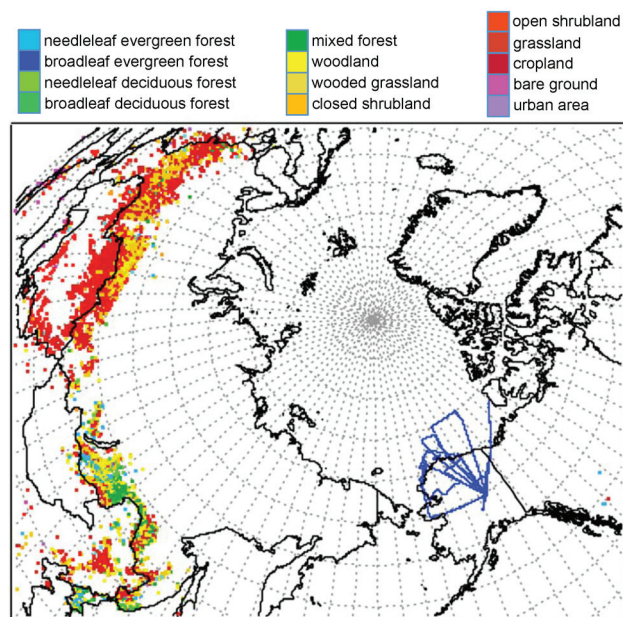 needleleaf evergreen forest
broadleaf evergreen forest
needleleaf deciduous forest
broadleaf deciduous forest
mixed forest
woodland
wooded grassland
closed shrubland
open shrubland
grassland
cropland
bare ground
urban area